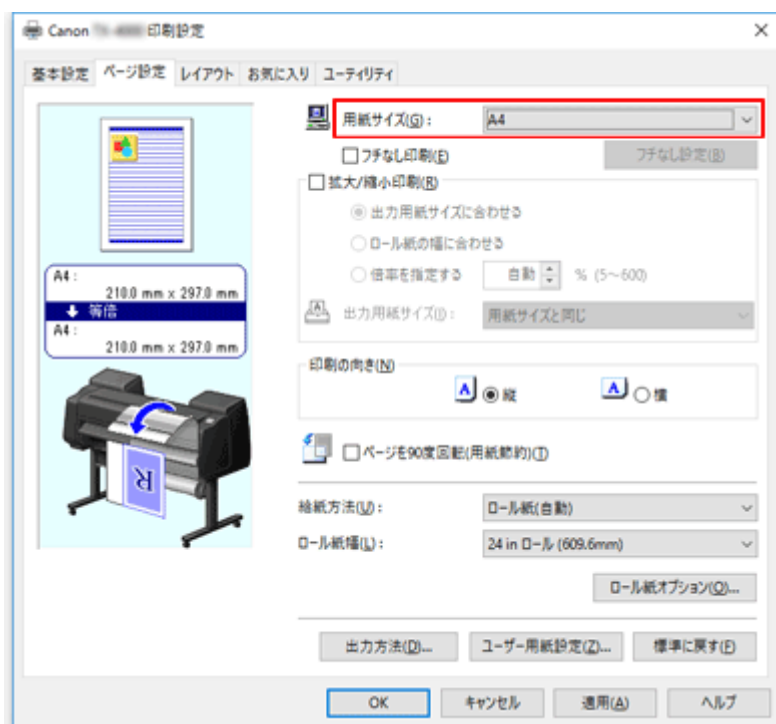 Canon 印刷設定
基本設定 ページ設定 レイアウト お気に入り ユーティリティ
用紙サイズ(G): A4
フチなし印刷(E) フチなし設定(B)
拡大/縮小印刷(R)
出力用紙サイズに合わせる
ロール紙の幅に合わせる
倍率を指定する 自動 % (5～600)
出力用紙サイズ(I): 用紙サイズと同じ
A4:
210.0 mm x 297.0 mm
等倍
A4:
210.0 mm x 297.0 mm
印刷の向き(N)
A 縦 A 横
R
ページを90度回転(用紙節約)(T)
給紙方法(U): ロール紙(自動)
ロール紙幅(L): 24 in ロール (609.6mm)
ロール紙オプション(O)...
出力方法(D)... ユーザー用紙設定(Z)... 標準に戻す(F)
OK キャンセル 適用(A) ヘルプ